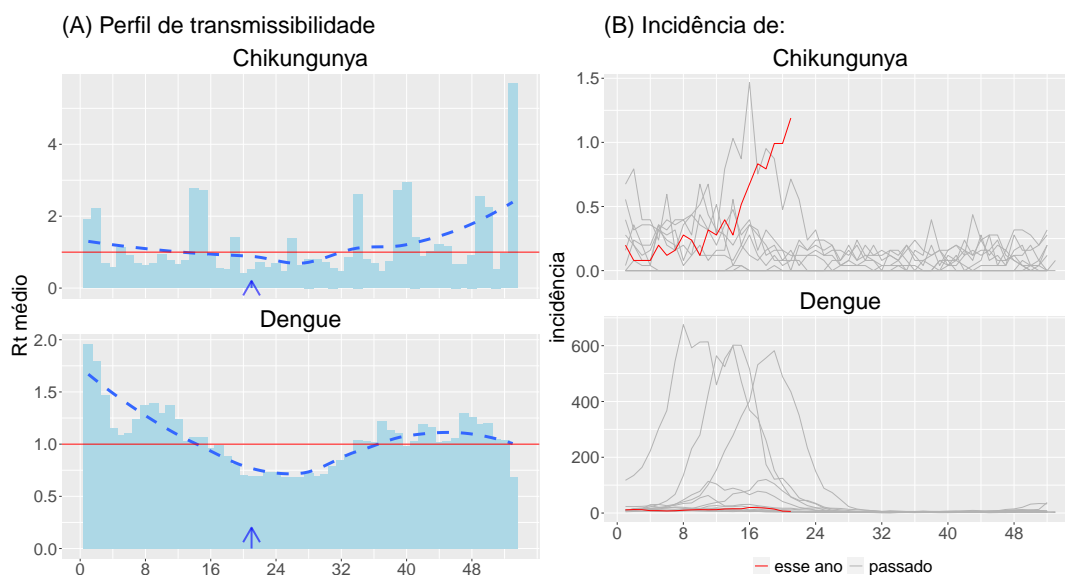 (A) Perfil de transmissibilidade
Chikungunya
4
2
0
Dengue
2.0
1.5
1.0
0.5
0.0
0 8 16 24 32 40 48
Rt médio
(B) Incidência de:
Chikungunya
1.5
1.0
0.5
0.0
Dengue
600
400
200
0
0 8 16 24 32 40 48
incidência
esse ano passado